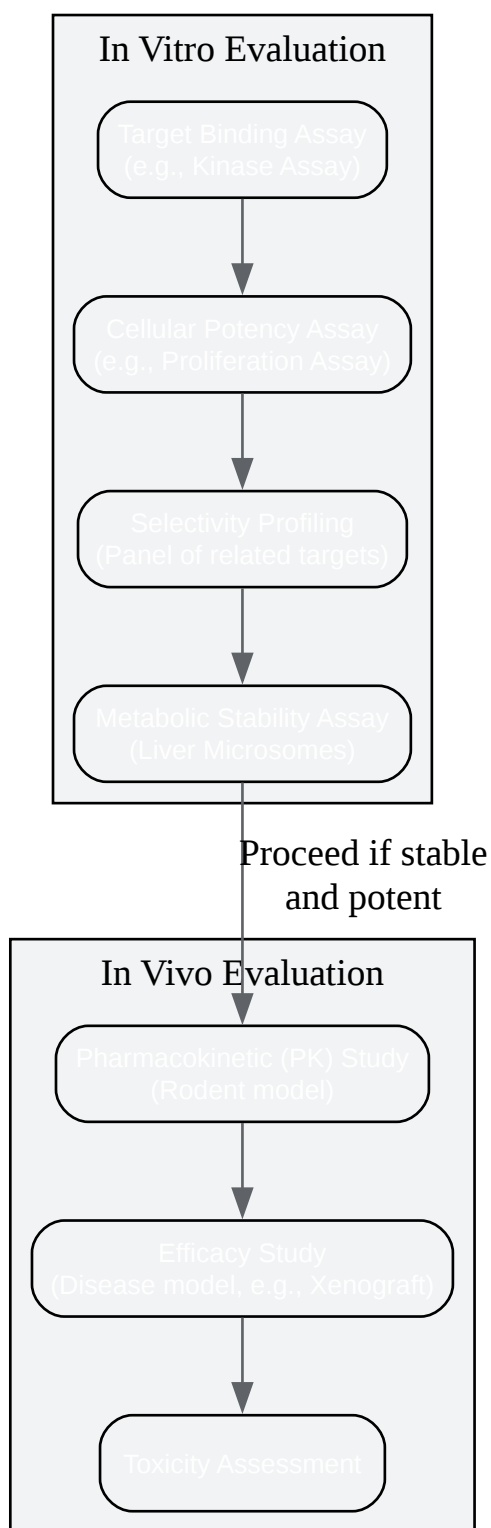 In Vitro Evaluation
Target Binding Assay
(e.g., Kinase Assay)
Cellular Potency Assay
(e.g., Proliferation Assay)
Selectivity Profiling
(Panel of related targets)
Metabolic Stability Assay
(Liver Microsomes)
Proceed if stable
and potent
In Vivo Evaluation
Pharmacokinetic (PK) Study
(Rodent model)
Efficacy Study
(Disease model, e.g., Xenograft)
Toxicity Assessment